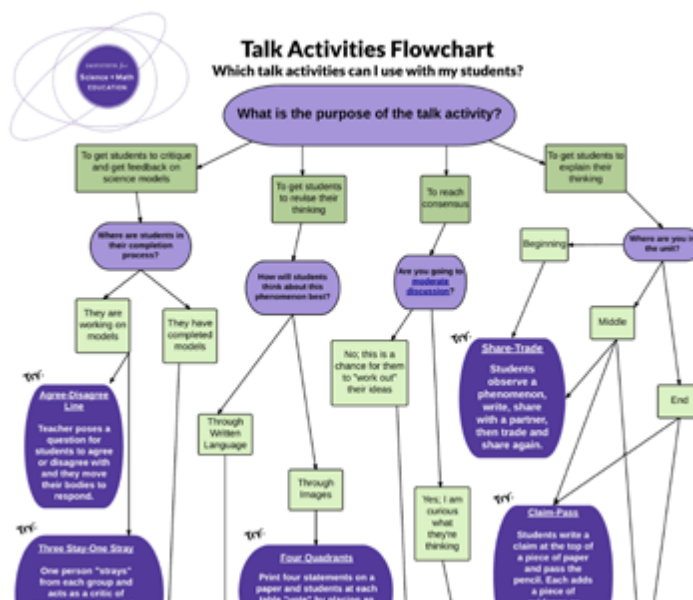 INSTITUTE for
Science + Math
EDUCATION
Talk Activities Flowchart
Which talk activities can I use with my students?
What is the purpose of the talk activity?
To get students to critique
and get feedback on
science models
To get students
to revise their
thinking
To reach
consensus
To get students to
explain their
thinking
Where are students in
their completion
process?
How will students
think about this
phenomenon best?
Are you going to
moderate
discussion?
Beginning
Where are you in
the unit?
They are
working on
models
They have
completed
models
No; this is a
chance for them
to "work out"
their ideas
Middle
End
Try:
Share-Trade
Students
observe a
phenomenon,
write, share
with a partner,
then trade and
share again.
Try:
Agree-Disagree
Line
Teacher poses a
question for
students to agree
or disagree with
and they move
their bodies to
respond.
Through
Written
Language
Through
Images
Yes; I am
curious
what
they're
thinking
Try:
Three Stay-One Stray
One person "strays"
from each group and
acts as a critic of
Try:
Four Quadrants
Print four statements on a
paper and students at each
table "vote" by placing an
Try:
Claim-Pass
Students write a
claim at the top of
a piece of paper
and pass the
pencil. Each adds
a piece of